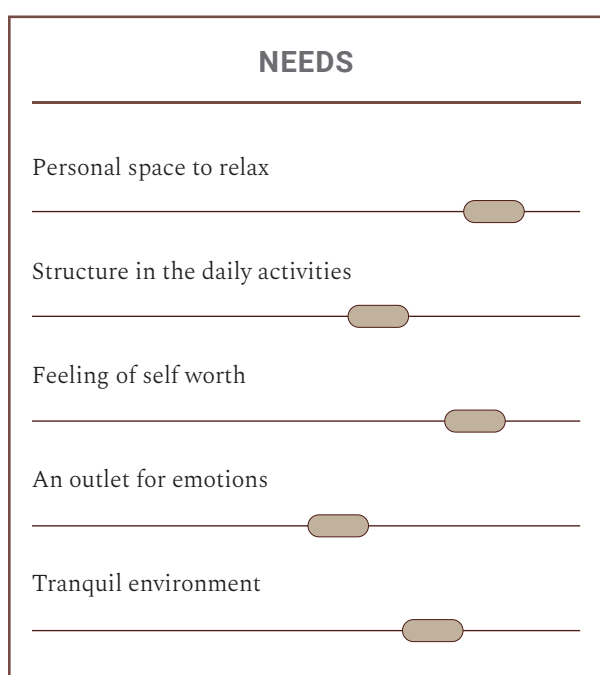 NEEDS
Personal space to relax
Structure in the daily activities
Feeling of self worth
An outlet for emotions
Tranquil environment